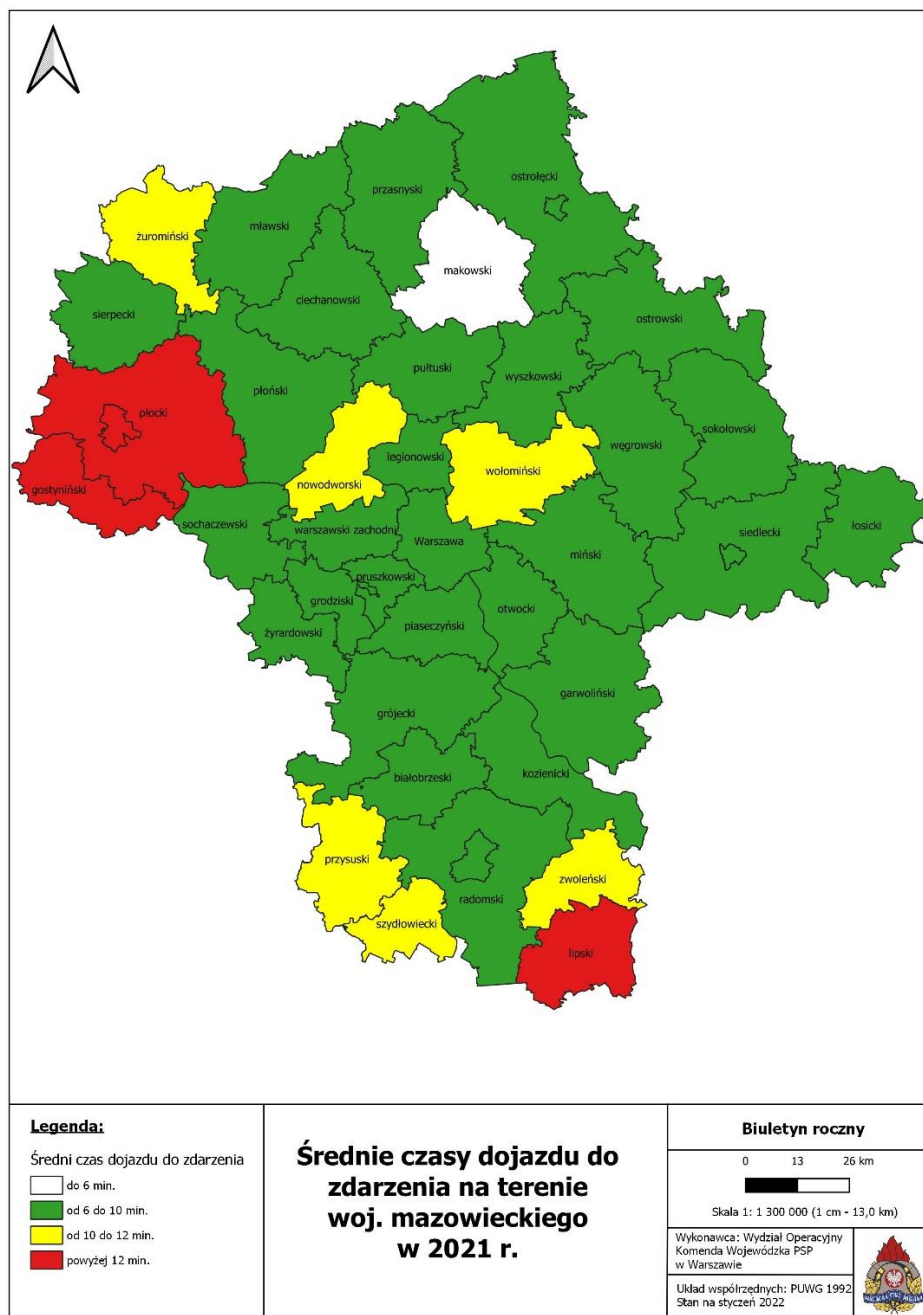 ostrołęcki
przasnyski
mławski
żuromiński
makowski
ciechanowski
sierpecki
ostrowski
pułtuski
wyszkowski
płoński
płocki
sokołowski
węgrowski
legionowski
wołomiński
nowodworski
gostyniński
sochaczewski
warszawski zachodni
Warszawa
siedlecki
łosicki
miński
pruszkowski
grodziski
otwocki
piaseczyński
żyrardowski
garwoliński
grójecki
białobrzeski
kozienicki
przysuski
zwoleński
radomski
szydłowiecki
lipski
Legenda:
Średni czas dojazdu do zdarzenia
do 6 min.
od 6 do 10 min.
od 10 do 12 min.
powyżej 12 min.
Średnie czasy dojazdu do
zdarzenia na terenie
woj. mazowieckiego
w 2021 r.
Biuletyn roczny
0 13 26 km
Skala 1: 1 300 000 (1 cm - 13,0 km)
Wykonawca: Wydział Operacyjny
Komenda Wojewódzka PSP
w Warszawie
Układ współrzędnych: PUWG 1992
Stan na styczeń 2022